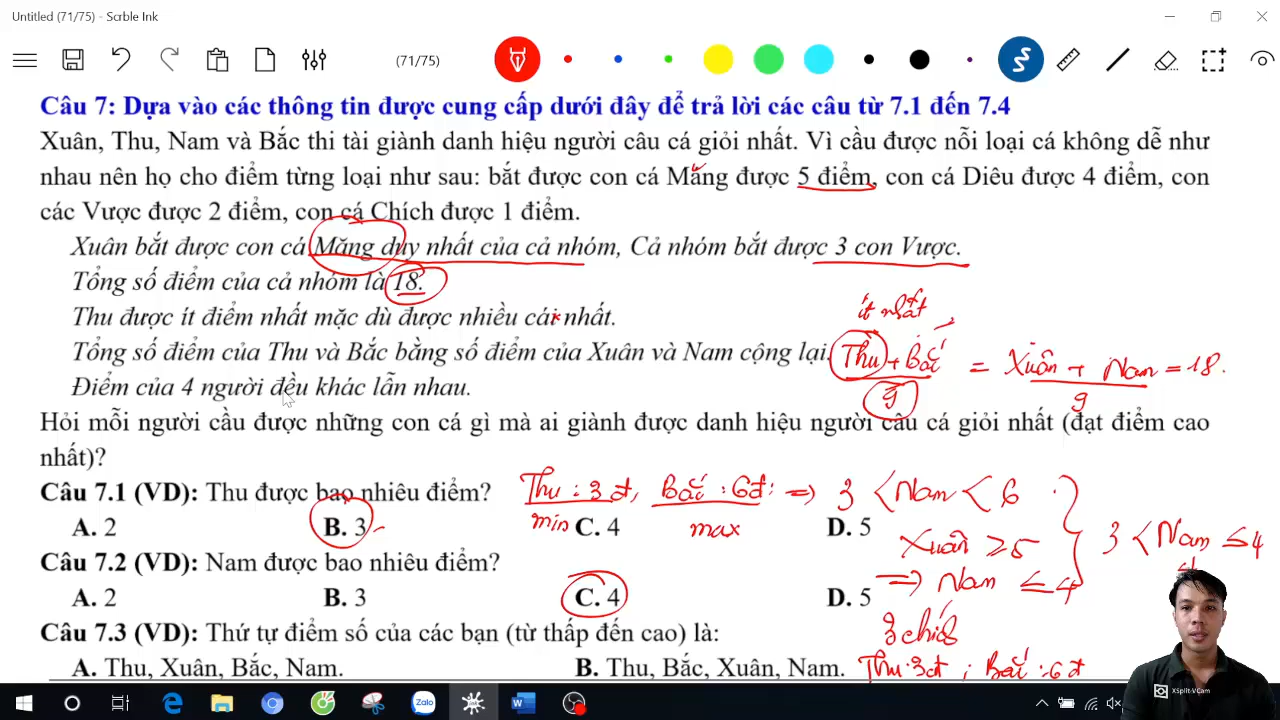 Untitled (71/75) - Scrble Ink
(71/75)
Câu 7: Dựa vào các thông tin được cung cấp dưới đây để trả lời các câu từ 7.1 đến 7.4
Xuân, Thu, Nam và Bắc thi tài giành danh hiệu người câu cá giỏi nhất. Vì cầu được nỗi loại cá không dễ như
nhau nên họ cho điểm từng loại như sau: bắt được con cá Măng được 5 điểm, con cá Diêu được 4 điểm, con
các Vược được 2 điểm, con cá Chích được 1 điểm.
Xuân bắt được con cá Măng duy nhất của cả nhóm, Cả nhóm bắt được 3 con Vược.
Tổng số điểm của cả nhóm là 18.
Thu được ít điểm nhất mặc dù được nhiều cái nhất.
ít nhất
Tổng số điểm của Thu và Bắc bằng số điểm của Xuân và Nam cộng lại.
Thu + Bắc = Xuân + Nam = 18.
9 9
Điểm của 4 người đều khác lẫn nhau.
Hỏi mỗi người cầu được những con cá gì mà ai giành được danh hiệu người câu cá giỏi nhất (đạt điểm cao
nhất)?
Câu 7.1 (VD): Thu được bao nhiêu điểm?
Thu : 3đ, Bắc : 6đ => 3 < Nam < 6
min max
A. 2 B. 3 C. 4 D. 5
Xuân ≥ 5
3 < Nam ≤ 4
Câu 7.2 (VD): Nam được bao nhiêu điểm?
=> Nam ≤ 4
A. 2 B. 3 C. 4 D. 5
Câu 7.3 (VD): Thứ tự điểm số của các bạn (từ thấp đến cao) là:
A. Thu, Xuân, Bắc, Nam. B. Thu, Bắc, Xuân, Nam.
Thu : 3đ ; Bắc : 6đ
XSplit-VCam
Zalo